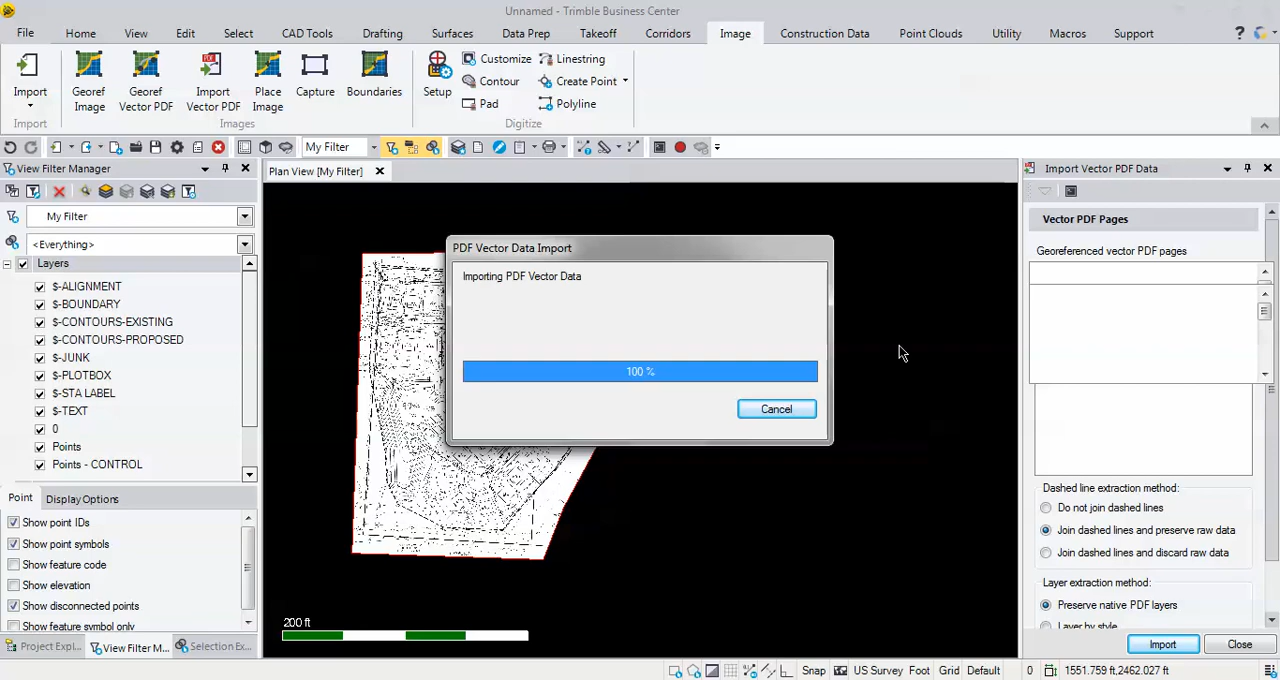 Unnamed - Trimble Business Center
File Home View Edit Select CAD Tools Drafting Surfaces Data Prep Takeoff Corridors Image Construction Data Point Clouds Utility Macros Support
Import
Georef Image
Georef Vector PDF
Import Vector PDF
Place Image
Capture
Boundaries
Setup
Customize
Contour
Pad
Linestring
Create Point
Polyline
Import Images Digitize
My Filter
View Filter Manager
Plan View [My Filter]
Import Vector PDF Data
My Filter
<Everything>
Layers
$-ALIGNMENT
$-BOUNDARY
$-CONTOURS-EXISTING
$-CONTOURS-PROPOSED
$-JUNK
$-PLOTBOX
$-STA LABEL
$-TEXT
0
Points
Points - CONTROL
Point Display Options
Show point IDs
Show point symbols
Show feature code
Show elevation
Show disconnected points
Show feature symbol only
Project Expl... View Filter M... Selection Ex...
PDF Vector Data Import
Importing PDF Vector Data
100 %
Cancel
200 ft
Vector PDF Pages
Georeferenced vector PDF pages
Dashed line extraction method:
Do not join dashed lines
Join dashed lines and preserve raw data
Join dashed lines and discard raw data
Layer extraction method:
Preserve native PDF layers
Layer by style
Import Close
Snap US Survey Foot Grid Default 0 1551.759 ft,2462.027 ft